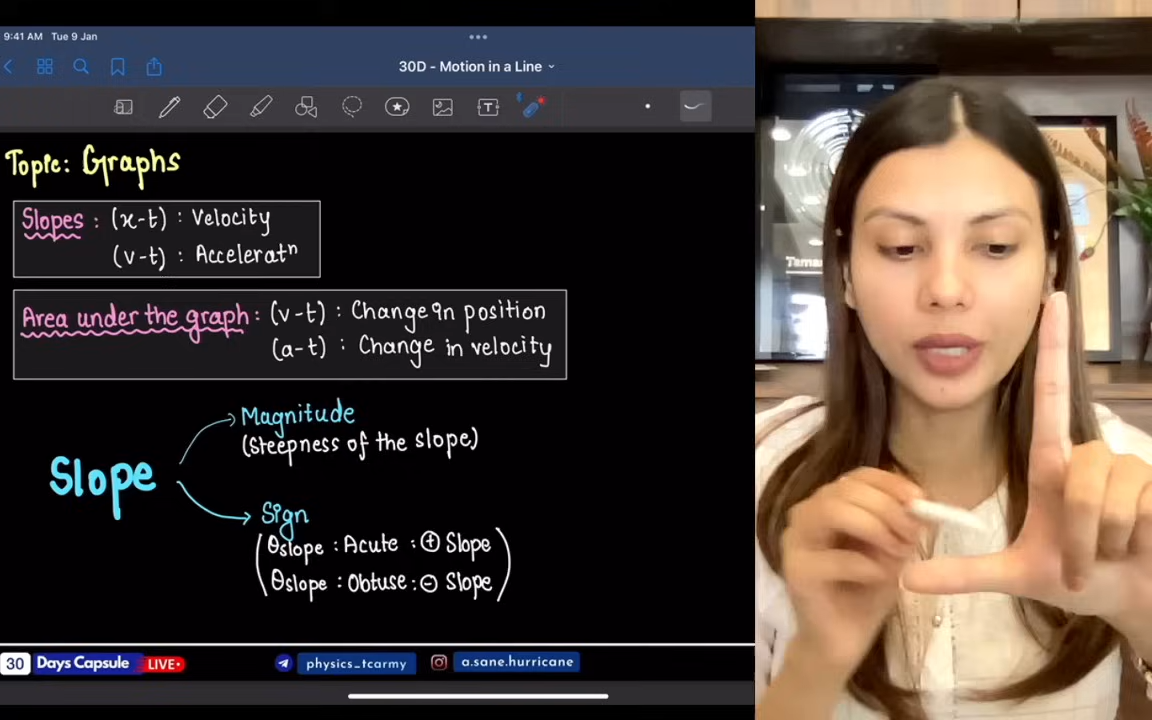 9:41 AM Tue 9 Jan
30D - Motion in a Line
Topic: Graphs
Slopes : (x-t) : Velocity
(v-t) : Acceleratⁿ
Area under the graph : (v-t) : Change in position
(a-t) : Change in velocity
Magnitude
(Steepness of the slope)
Slope
Sign
(θslope : Acute : ⊕ Slope
θslope : Obtuse : ⊖ Slope)
30 Days Capsule LIVE
physics_tcarmy
a.sane.hurricane